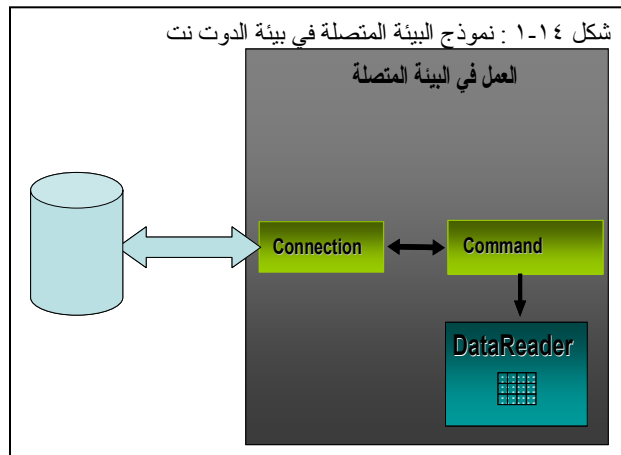 شكل ١٤-١ : نموذج البيئة المتصلة في بيئة الدوت نت
العمل في البيئة المتصلة
Connection
Command
DataReader